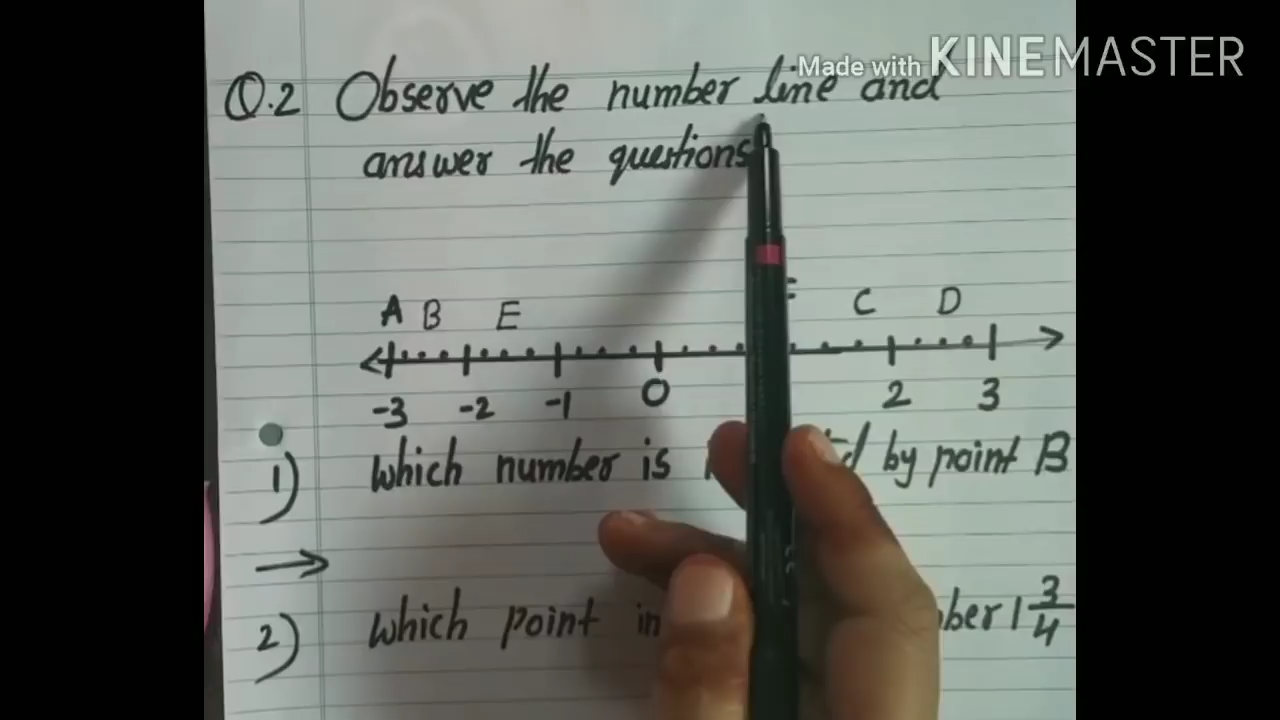 Made with KINEMASTER
Q.2 Observe the number line and
answer the questions
A B E C D
-3 -2 -1 0 2 3
1) which number is by point B
2) which point 1 3/4